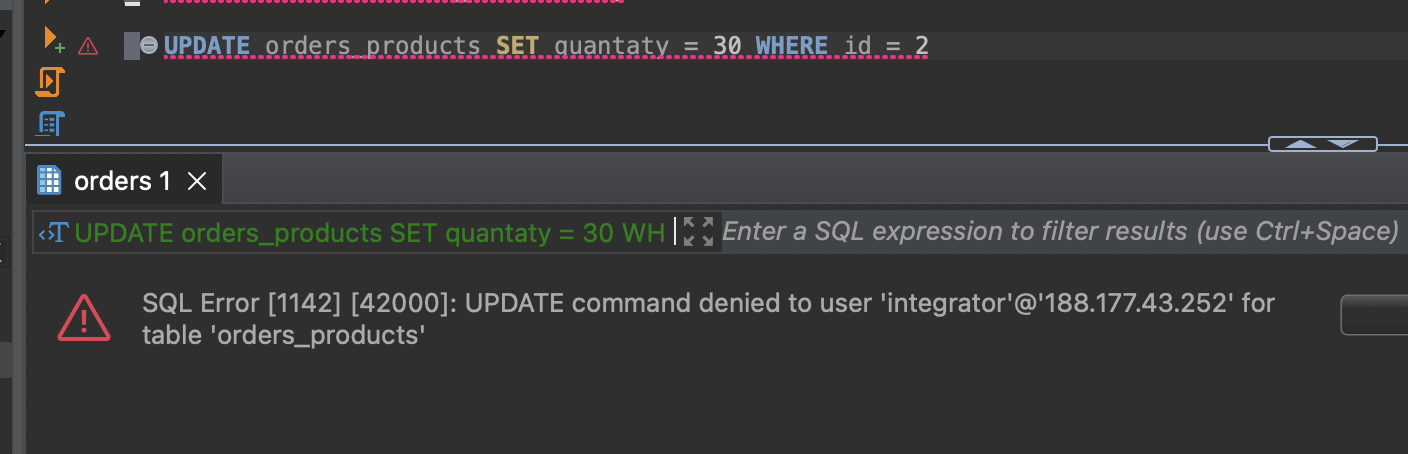 UPDATE orders_products SET quantaty = 30 WHERE id = 2
orders 1
UPDATE orders_products SET quantaty = 30 WH
Enter a SQL expression to filter results (use Ctrl+Space)
SQL Error [1142] [42000]: UPDATE command denied to user 'integrator'@'188.177.43.252' for
table 'orders_products'